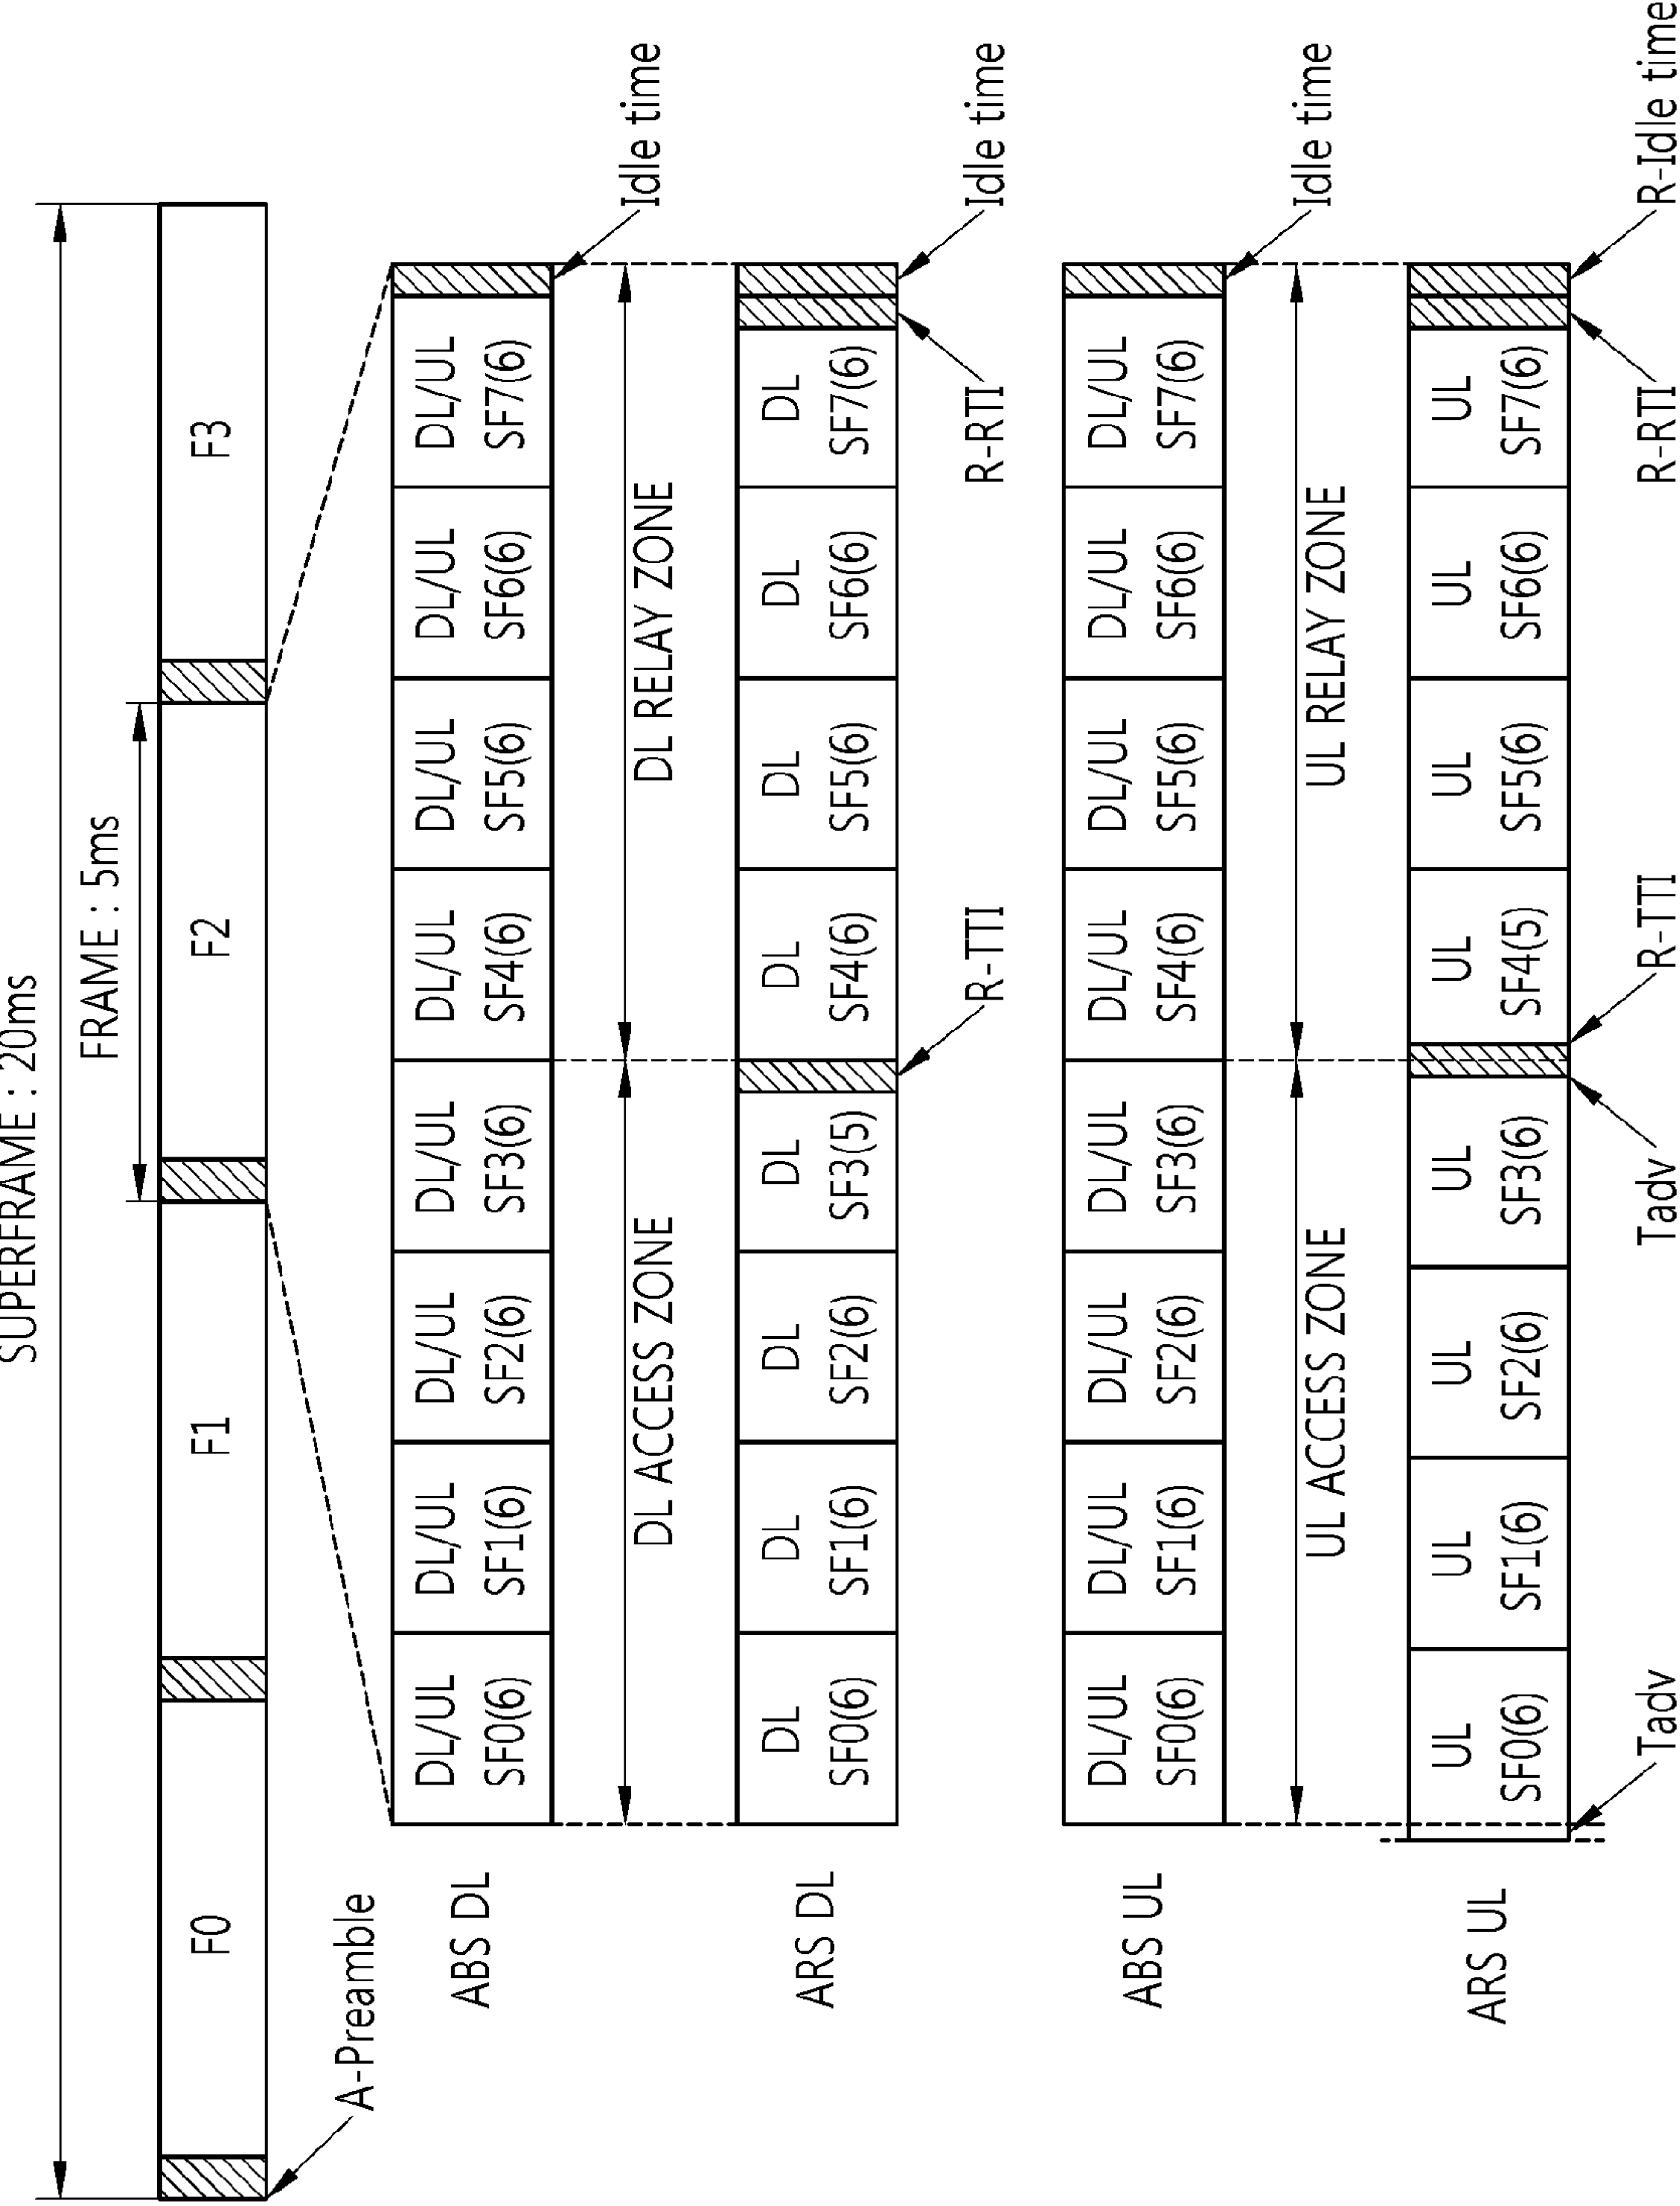 SUPERFRAME : 20ms
FRAME : 5ms
F0
F1
F2
F3
A-Preamble
ABS DL
DL/UL
SF0(6)
DL/UL
SF1(6)
DL/UL
SF2(6)
DL/UL
SF3(6)
DL/UL
SF4(6)
DL/UL
SF5(6)
DL/UL
SF6(6)
DL/UL
SF7(6)
Idle time
DL ACCESS ZONE
DL RELAY ZONE
ARS DL
DL
SF0(6)
DL
SF1(6)
DL
SF2(6)
DL
SF3(5)
DL
SF4(6)
DL
SF5(6)
DL
SF6(6)
DL
SF7(6)
R-TTI
R-RTI
Idle time
ABS UL
DL/UL
SF0(6)
DL/UL
SF1(6)
DL/UL
SF2(6)
DL/UL
SF3(6)
DL/UL
SF4(6)
DL/UL
SF5(6)
DL/UL
SF6(6)
DL/UL
SF7(6)
Idle time
UL ACCESS ZONE
UL RELAY ZONE
ARS UL
UL
SF0(6)
UL
SF1(6)
UL
SF2(6)
UL
SF3(6)
UL
SF4(5)
UL
SF5(6)
UL
SF6(6)
UL
SF7(6)
Tadv
Tadv
R-TTI
R-RTI
R-Idle time